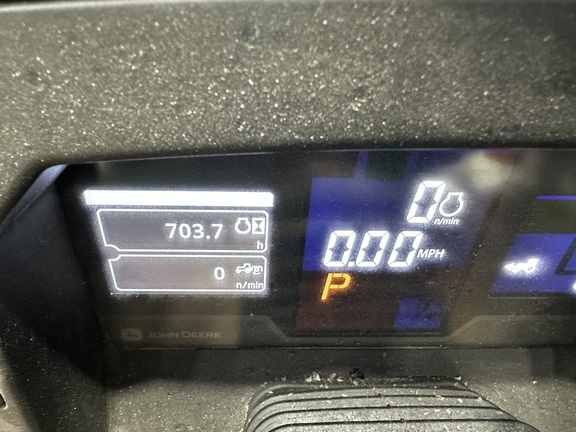 703.7
h
0
n/min
0
n/min
0.00 MPH
P
JOHN DEERE